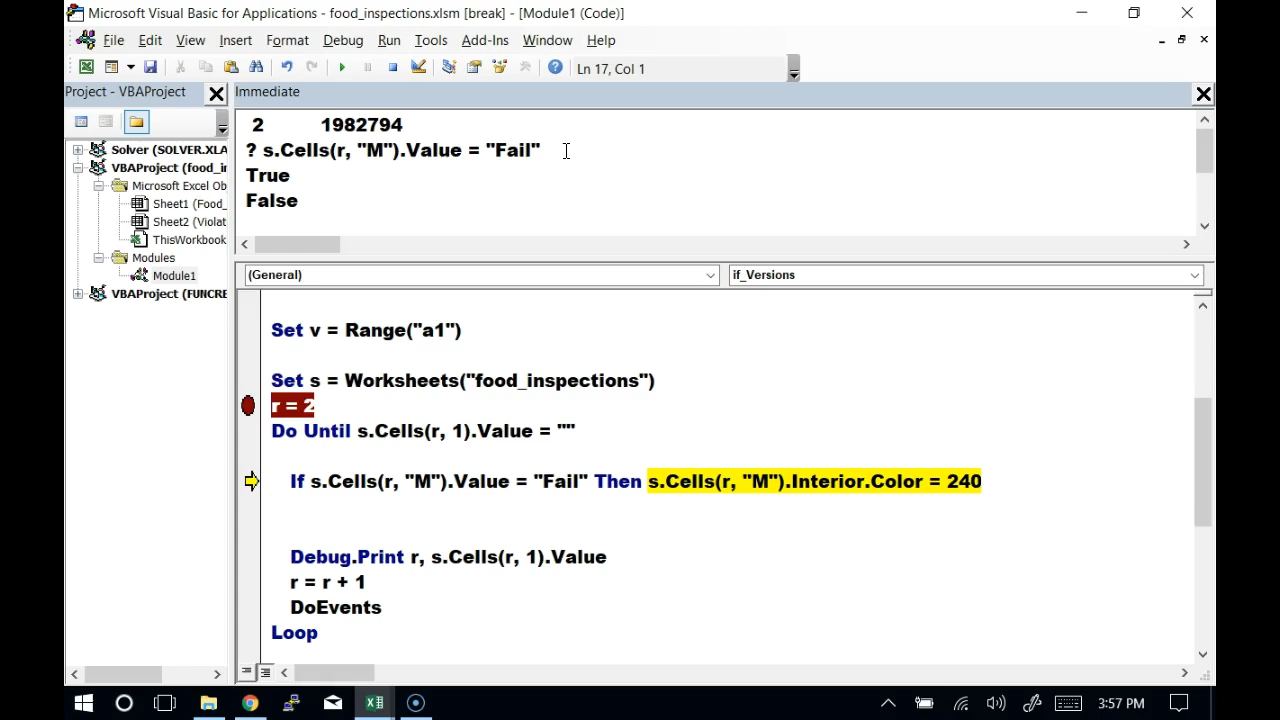 Microsoft Visual Basic for Applications - food_inspections.xlsm [break] - [Module1 (Code)]
File Edit View Insert Format Debug Run Tools Add-Ins Window Help
Ln 17, Col 1
Project - VBAProject
Solver (SOLVER.XLA
VBAProject (food_ir
Microsoft Excel Ob
Sheet1 (Food_
Sheet2 (Violat
ThisWorkbook
Modules
Module1
VBAProject (FUNCRE
Immediate
2 1982794
? s.Cells(r, "M").Value = "Fail"
True
False
(General) if_Versions
Set v = Range("a1")
Set s = Worksheets("food_inspections")
r = 2
Do Until s.Cells(r, 1).Value = ""
If s.Cells(r, "M").Value = "Fail" Then s.Cells(r, "M").Interior.Color = 240
Debug.Print r, s.Cells(r, 1).Value
r = r + 1
DoEvents
Loop
3:57 PM